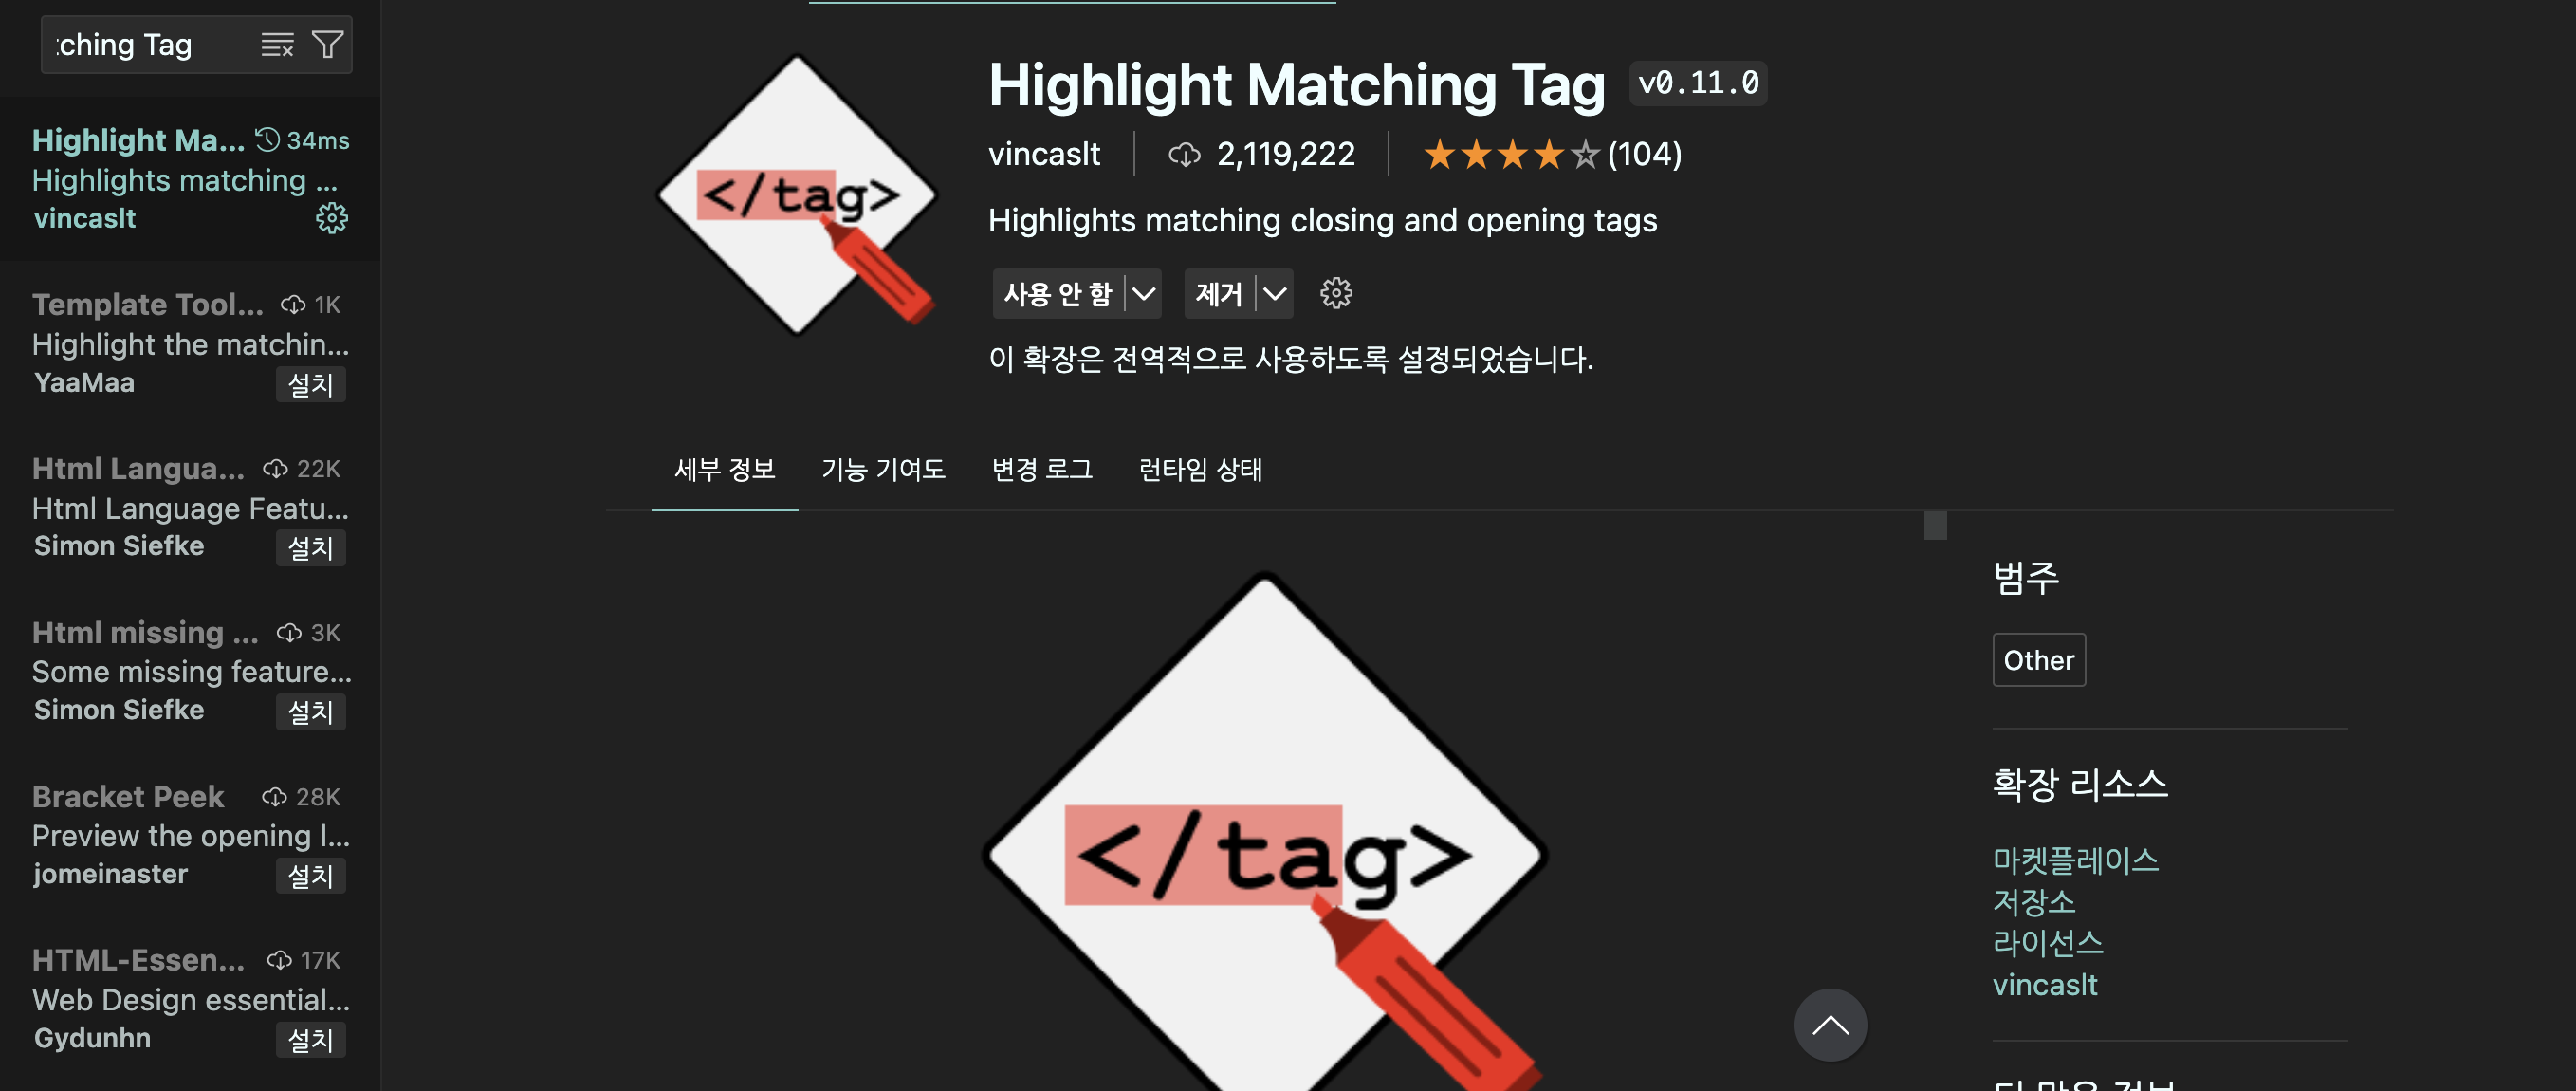 ching Tag
Highlight Ma... 34ms
Highlights matching ...
vincaslt
Template Tool... 1K
Highlight the matchin...
YaaMaa 설치
Html Langua... 22K
Html Language Featu...
Simon Siefke 설치
Html missing ... 3K
Some missing feature...
Simon Siefke 설치
Bracket Peek 28K
Preview the opening l...
jomeinaster 설치
HTML-Essen... 17K
Web Design essential...
Gydunhn 설치
</tag>
Highlight Matching Tag v0.11.0
vincaslt 2,119,222 (104)
Highlights matching closing and opening tags
사용 안 함 제거
이 확장은 전역적으로 사용하도록 설정되었습니다.
세부 정보 기능 기여도 변경 로그 런타임 상태
</tag>
범주
Other
확장 리소스
마켓플레이스
저장소
라이선스
vincaslt